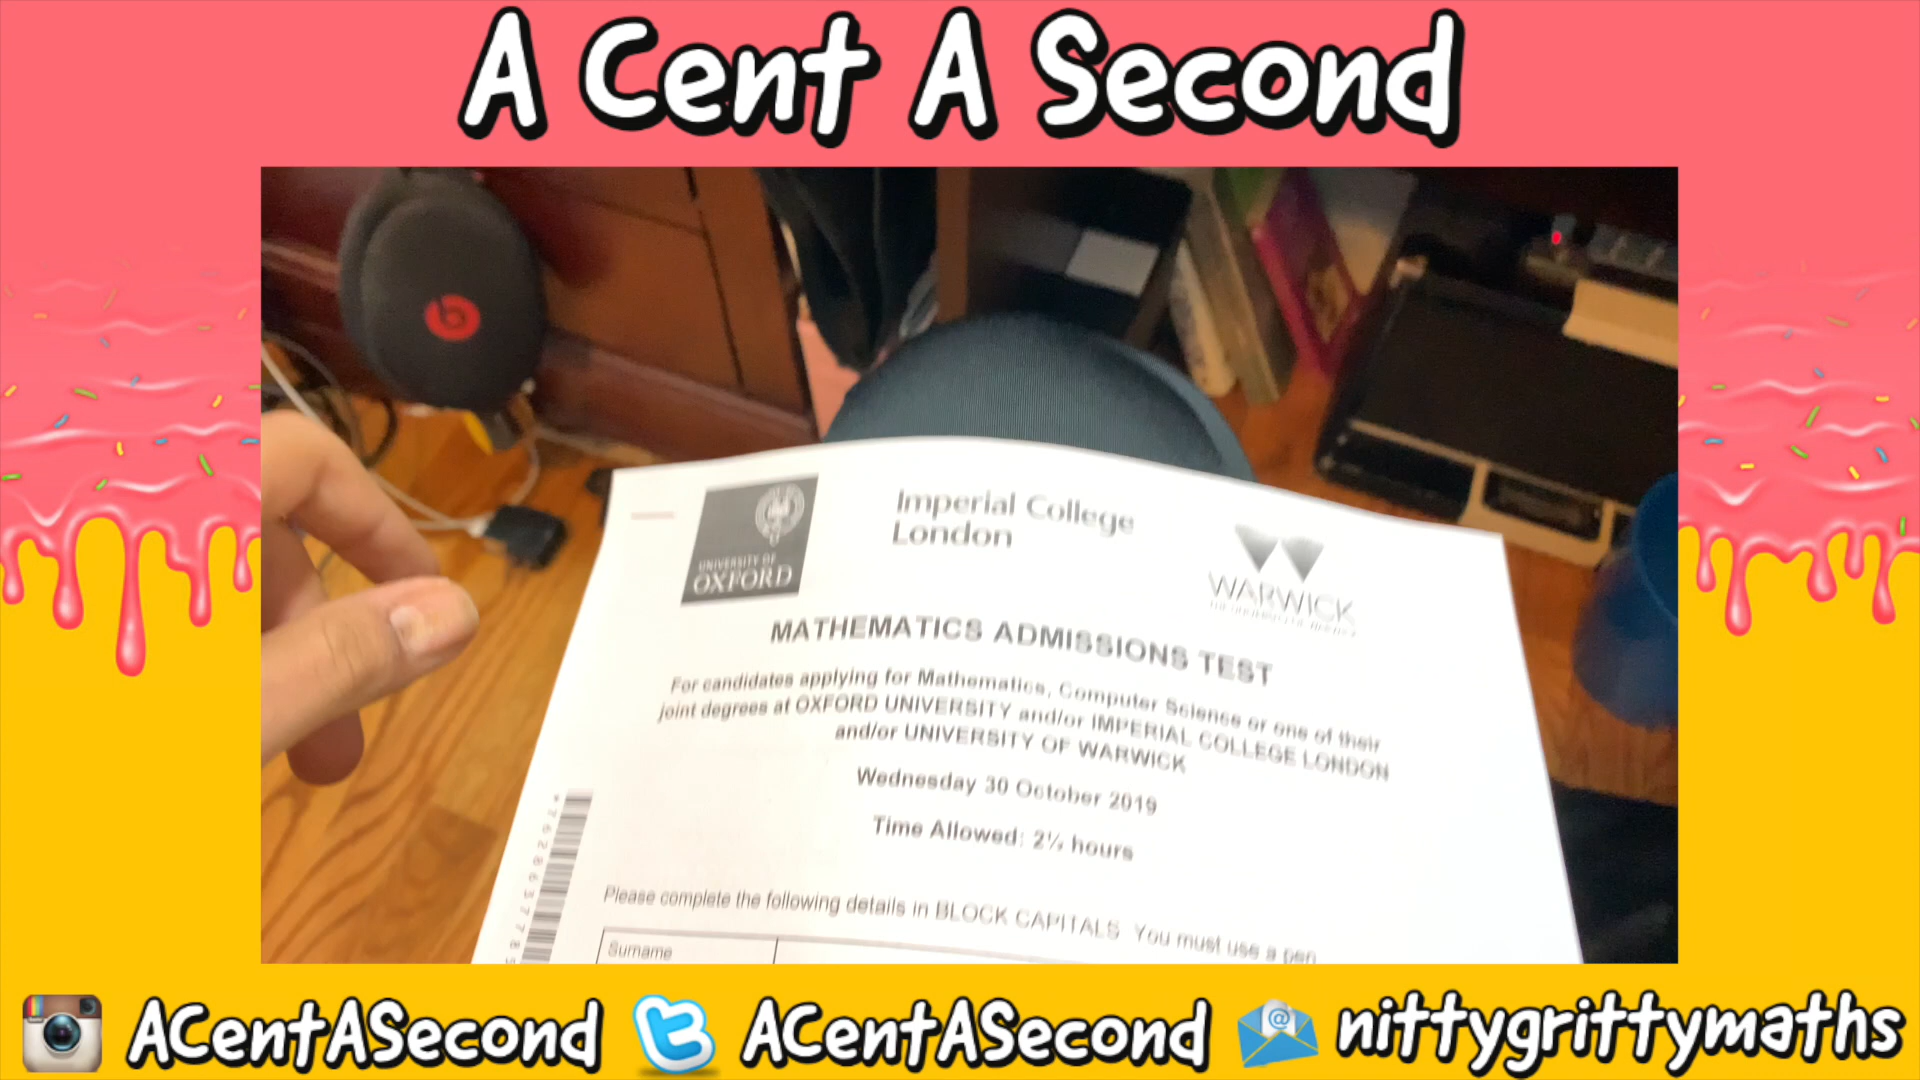 A Cent A Second
UNIVERSITY OF
OXFORD
Imperial College
London
WARWICK
MATHEMATICS ADMISSIONS TEST
For candidates applying for Mathematics, Computer Science or one of their
joint degrees at OXFORD UNIVERSITY and/or IMPERIAL COLLEGE LONDON
and/or UNIVERSITY OF WARWICK
Wednesday 30 October 2019
Time Allowed: 2½ hours
Please complete the following details in BLOCK CAPITALS. You must use a pen.
Surname
ACentASecond
ACentASecond
nittygrittymaths